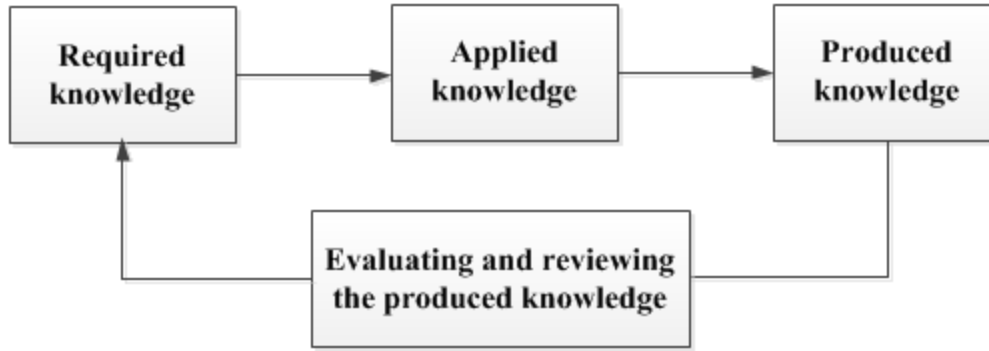 Required
knowledge
Applied
knowledge
Produced
knowledge
Evaluating and reviewing
the produced knowledge